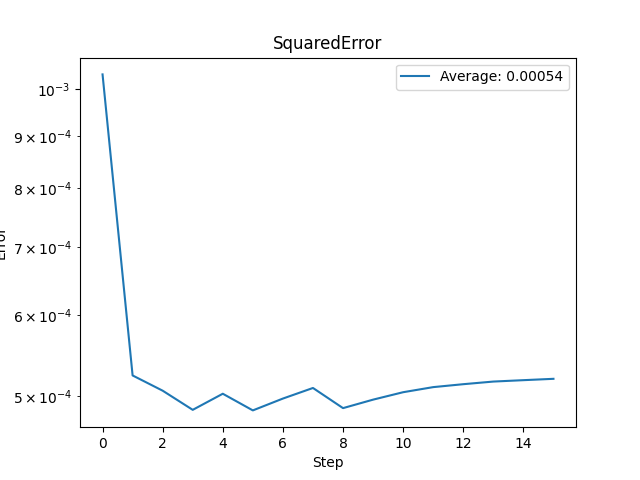 SquaredError
Average: 0.00054
Error
10⁻³
9 × 10⁻⁴
8 × 10⁻⁴
7 × 10⁻⁴
6 × 10⁻⁴
5 × 10⁻⁴
0 2 4 6 8 10 12 14
Step